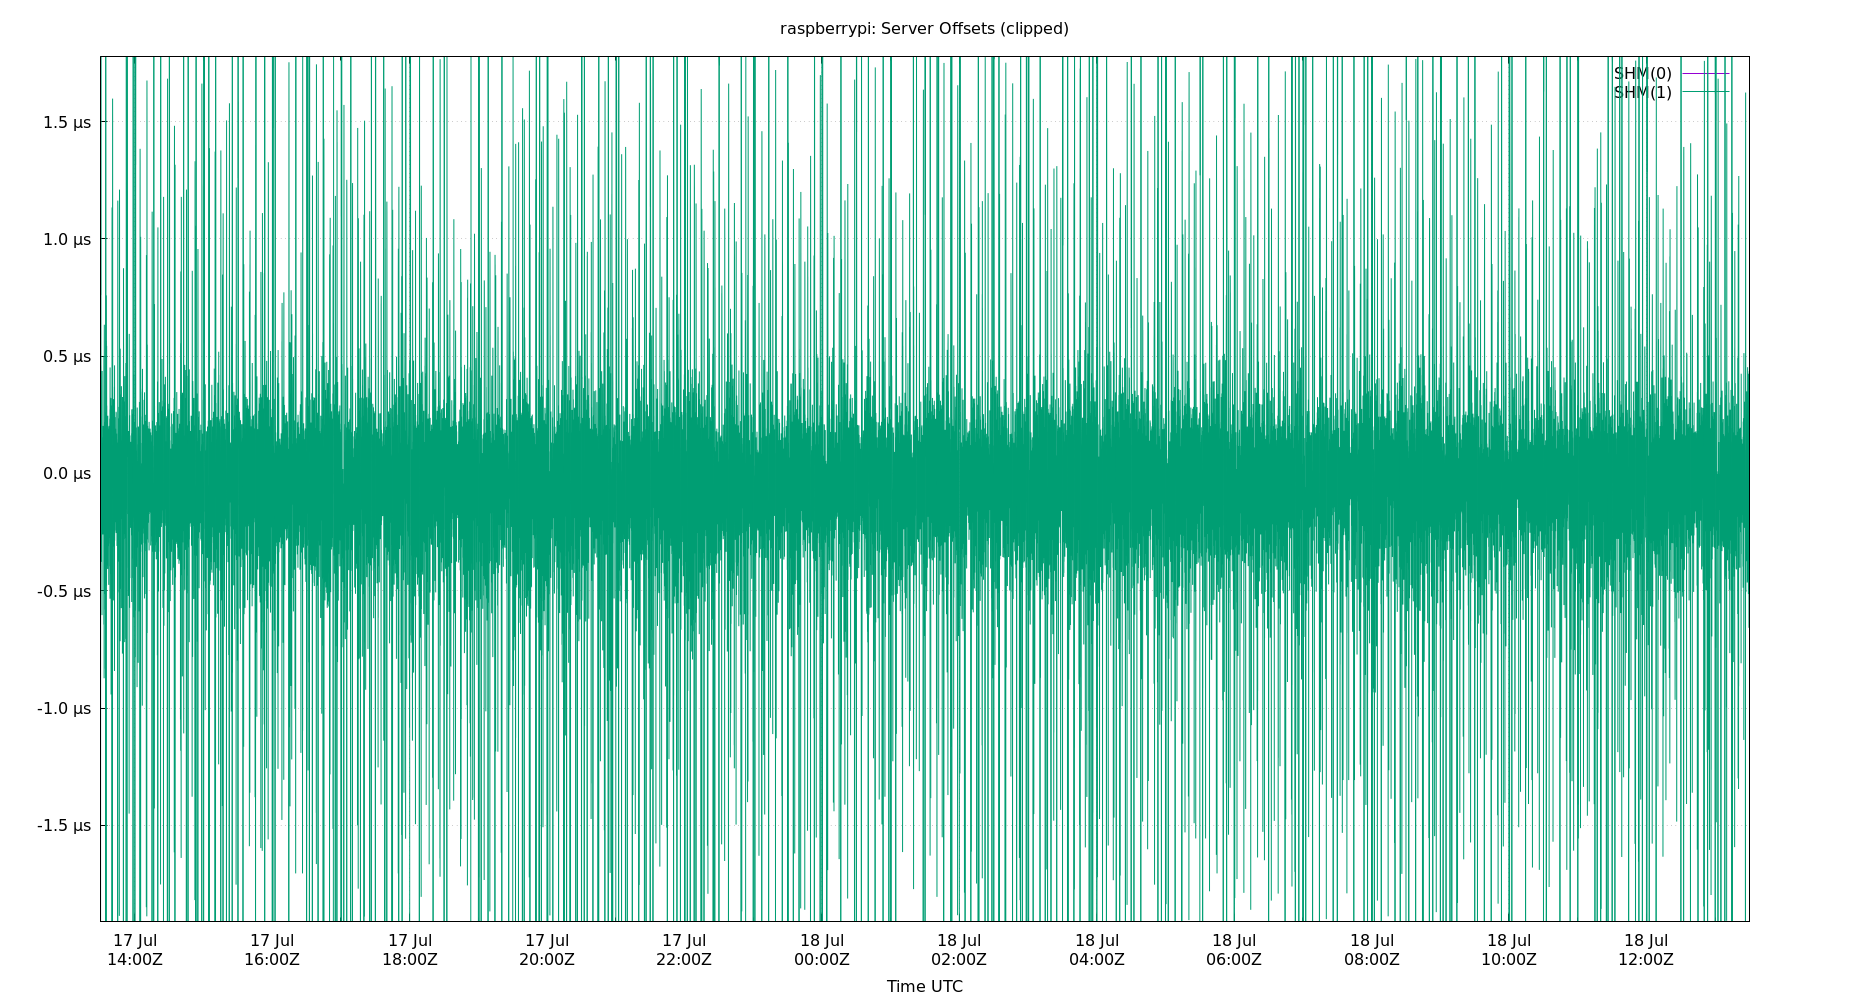 raspberrypi: Server Offsets (clipped)
SHM(0)
SHM(1)
1.5 µs
1.0 µs
0.5 µs
0.0 µs
-0.5 µs
-1.0 µs
-1.5 µs
17 Jul 17 Jul 17 Jul 17 Jul 17 Jul 18 Jul 18 Jul 18 Jul 18 Jul 18 Jul 18 Jul 18 Jul
14:00Z 16:00Z 18:00Z 20:00Z 22:00Z 00:00Z 02:00Z 04:00Z 06:00Z 08:00Z 10:00Z 12:00Z
Time UTC